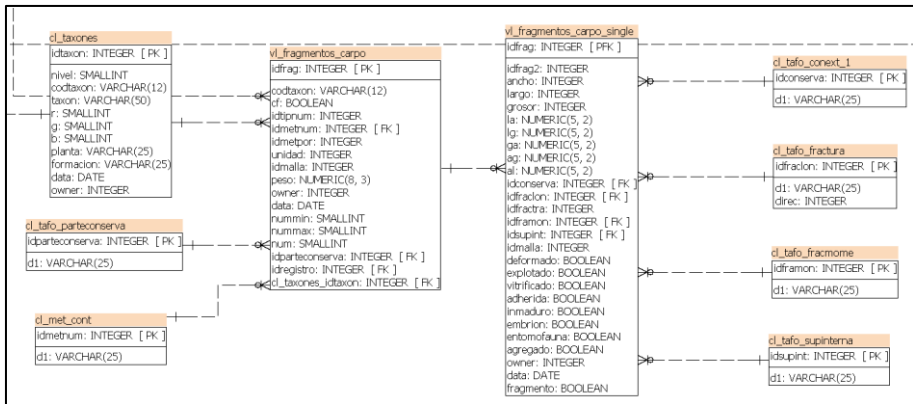 cl_taxones
idtaxon: INTEGER [ PK ]
nivel: SMALLINT
codtaxon: VARCHAR(12)
taxon: VARCHAR(50)
r: SMALLINT
g: SMALLINT
b: SMALLINT
planta: VARCHAR(25)
formacion: VARCHAR(25)
data: DATE
owner: INTEGER
cl_tafo_parteconserva
idparteconserva: INTEGER [ PK ]
d1: VARCHAR(25)
cl_met_cont
idmetnum: INTEGER [ PK ]
d1: VARCHAR(25)
vl_fragmentos_carpo
idfrag: INTEGER [ PK ]
codtaxon: VARCHAR(12)
cf: BOOLEAN
idtipnum: INTEGER
idmetnum: INTEGER [ FK ]
idmetpor: INTEGER
unidad: INTEGER
idmalla: INTEGER
peso: NUMERIC(8, 3)
owner: INTEGER
data: DATE
nummin: SMALLINT
nummax: SMALLINT
num: SMALLINT
idparteconserva: INTEGER [ FK ]
idregistro: INTEGER [ FK ]
cl_taxones_idtaxon: INTEGER [ FK ]
vl_fragmentos_carpo_single
idfrag: INTEGER [ PFK ]
idfrag2: INTEGER
ancho: INTEGER
largo: INTEGER
grosor: INTEGER
la: NUMERIC(5, 2)
lg: NUMERIC(5, 2)
ga: NUMERIC(5, 2)
ag: NUMERIC(5, 2)
al: NUMERIC(5, 2)
idconserva: INTEGER [ FK ]
idfraclon: INTEGER [ FK ]
idfractra: INTEGER
idframon: INTEGER [ FK ]
idsupint: INTEGER [ FK ]
idmalla: INTEGER
deformado: BOOLEAN
explotado: BOOLEAN
vitrificado: BOOLEAN
adherida: BOOLEAN
inmaduro: BOOLEAN
embrion: BOOLEAN
entomofauna: BOOLEAN
agregado: BOOLEAN
owner: INTEGER
data: DATE
fragmento: BOOLEAN
cl_tafo_conext_1
idconserva: INTEGER [ PK ]
d1: VARCHAR(25)
cl_tafo_fractura
idfraclon: INTEGER [ PK ]
d1: VARCHAR(25)
direc: INTEGER
cl_tafo_fracmome
idframon: INTEGER [ PK ]
d1: VARCHAR(25)
cl_tafo_supinterna
idsupint: INTEGER [ PK ]
d1: VARCHAR(25)